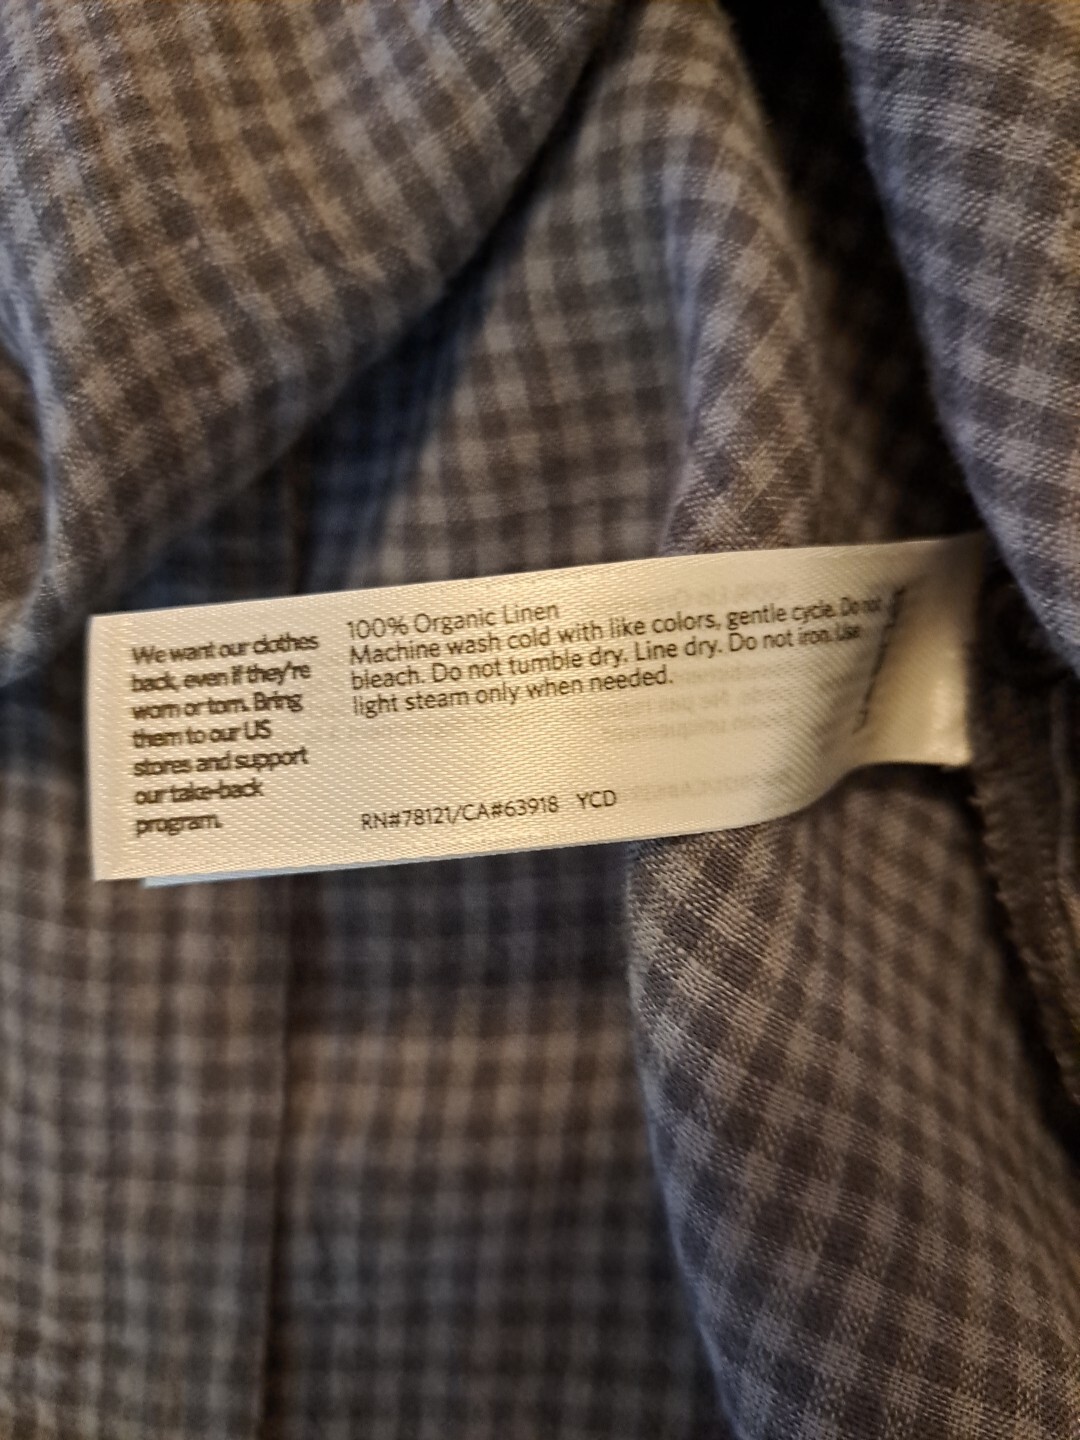 We want our clothes
back, even if they're
worn or torn. Bring
them to our US
stores and support
our take-back
program.
100% Organic Linen
Machine wash cold with like colors, gentle cycle. Do not
bleach. Do not tumble dry. Line dry. Do not iron. Use
light steam only when needed.
RN#78121/CA#63918 YCD